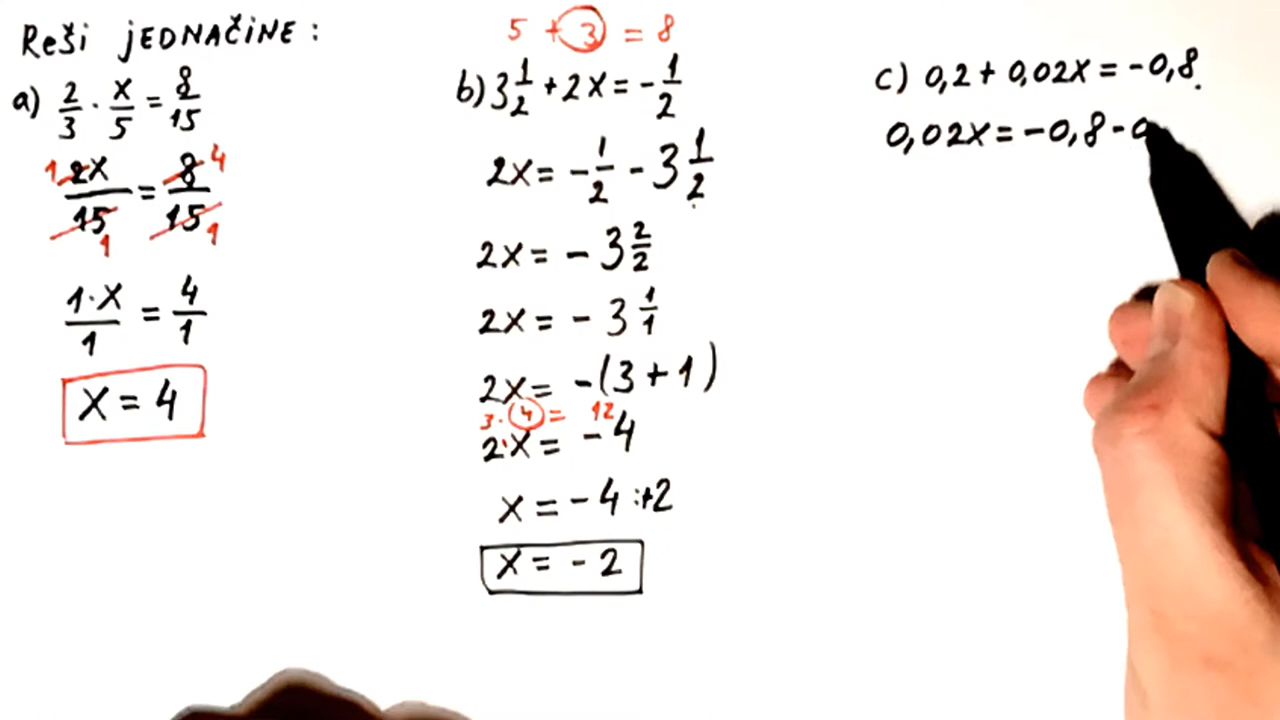 Reši jEDNAČINE:
a) 2/3 · x/5 = 8/15
1 2x/15 1 = 8/15 4 1
1·x/1 = 4/1
x = 4
5 + 3 = 8
b) 3 1/2 + 2x = - 1/2
2x = - 1/2 - 3 1/2
2x = - 3 2/2
2x = - 3 1/1
2x = -(3 + 1)
3 · 4 = 12
2·x = - 4
x = - 4 :+2
x = - 2
c) 0,2 + 0,02x = -0,8.
0,02x = -0,8 - 0